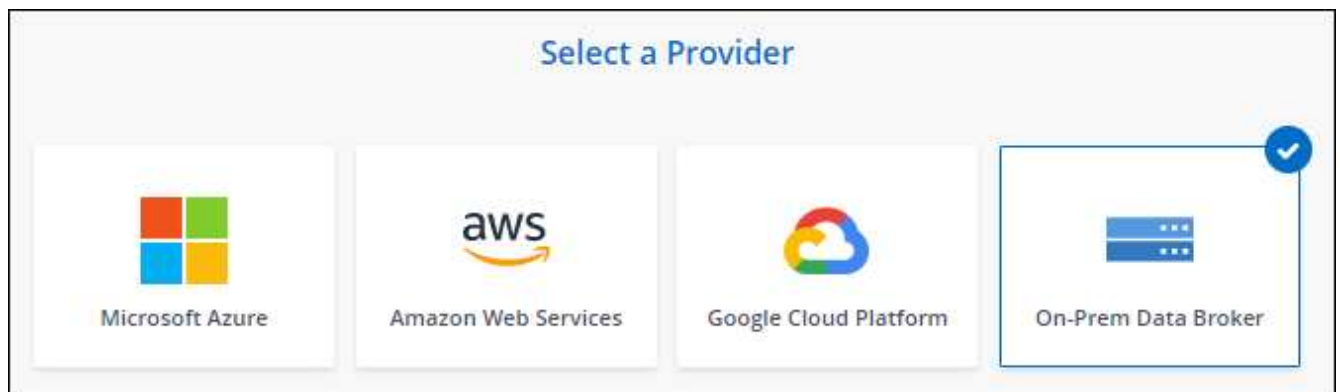 Select a Provider
aws
Microsoft Azure
Amazon Web Services
Google Cloud Platform
On-Prem Data Broker